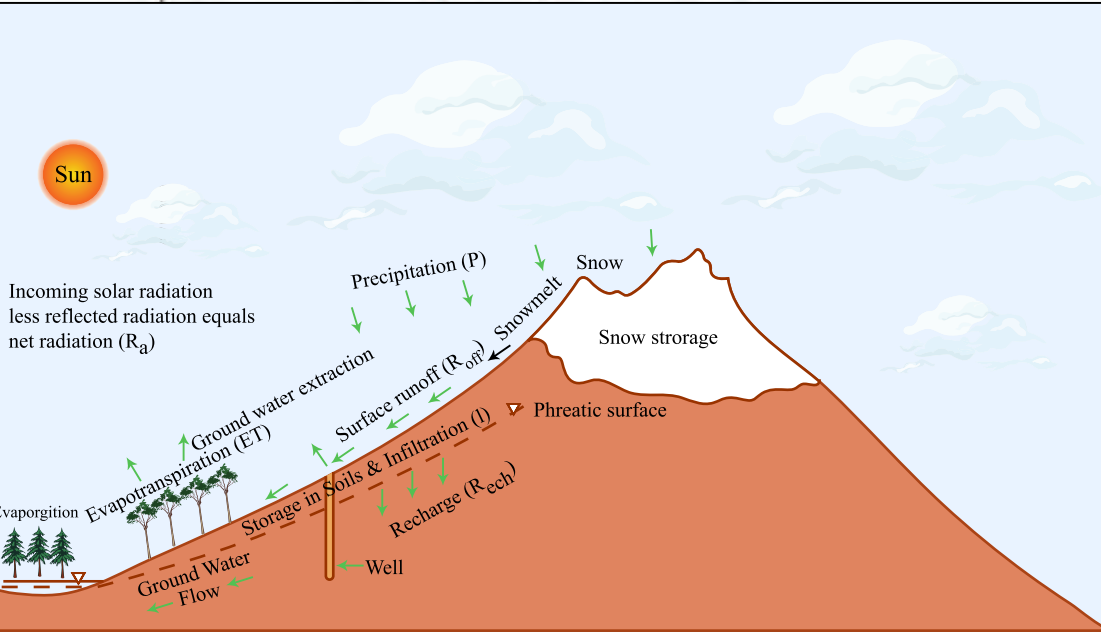 Sun
Precipitation (P)
Snow
Snowmelt
Incoming solar radiation
less reflected radiation equals
net radiation (Ra)
Snow strorage
Ground water extraction
Surface runoff (Roff)
Phreatic surface
Evapotranspiration (ET)
Storage in Soils & Infiltration (I)
Recharge (Rech)
Evaporgition
Ground Water
Flow
Well